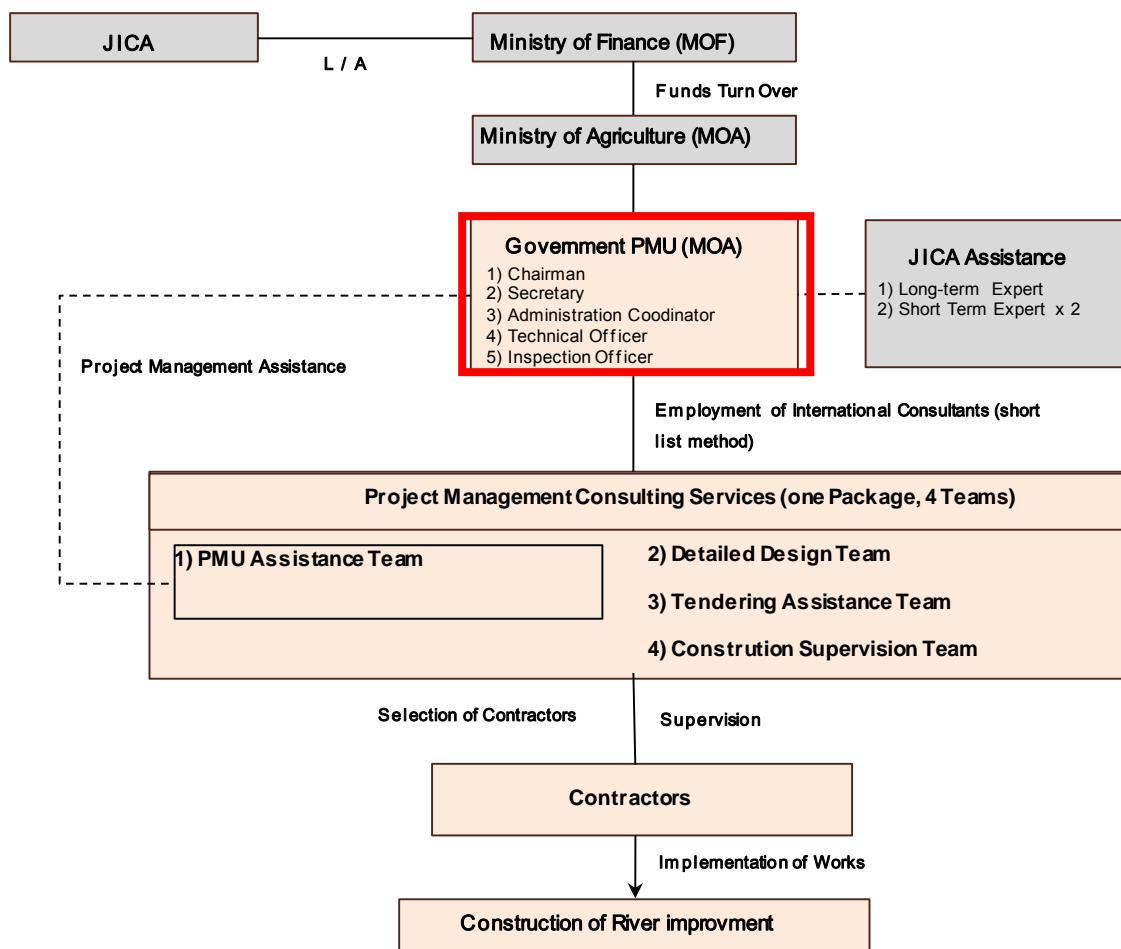 JICA
Ministry of Finance (MOF)
L / A
Funds Turn Over
Ministry of Agriculture (MOA)
Government PMU (MOA)
1) Chairman
2) Secretary
3) Administration Coodinator
4) Technical Officer
5) Inspection Officer
JICA Assistance
1) Long-term Expert
2) Short Term Expert x 2
Project Management Assistance
Employment of International Consultants (short
list method)
Project Management Consulting Services (one Package, 4 Teams)
1) PMU Assistance Team
2) Detailed Design Team
3) Tendering Assistance Team
4) Constrution Supervision Team
Selection of Contractors
Supervision
Contractors
Implementation of Works
Construction of River improvment